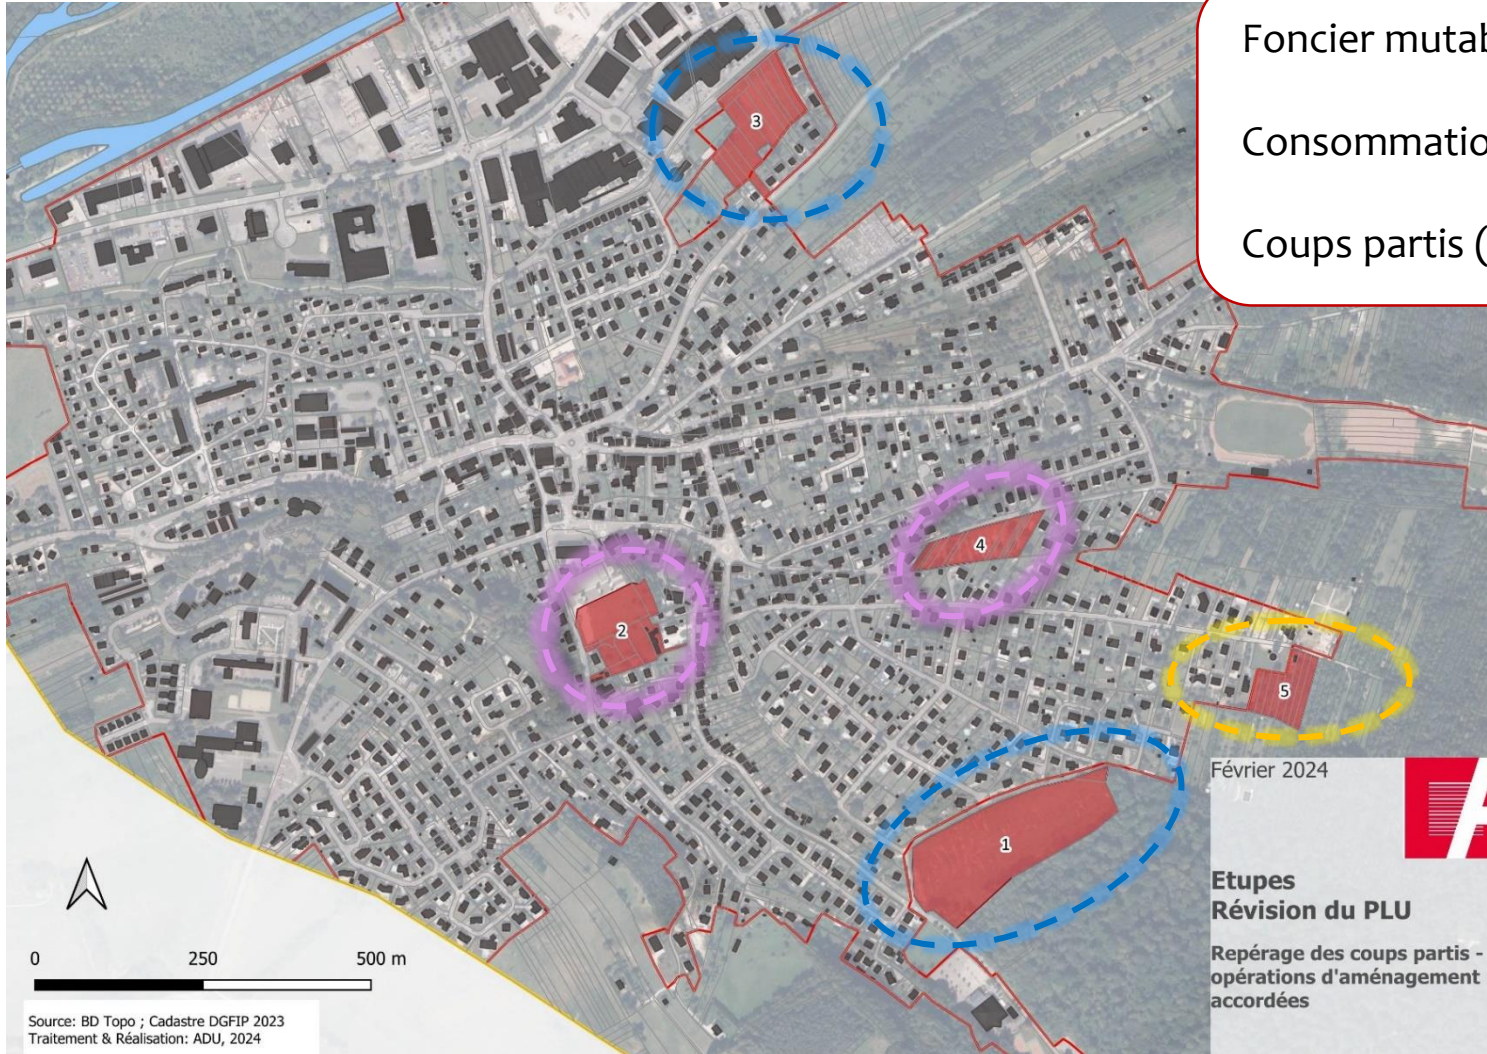 Foncier mutab
Consommatio
Coups partis (
3
4
2
5
1
Février 2024
Etupes
Révision du PLU
Repérage des coups partis -
opérations d'aménagement
accordées
0 250 500 m
Source: BD Topo ; Cadastre DGFIP 2023
Traitement & Réalisation: ADU, 2024